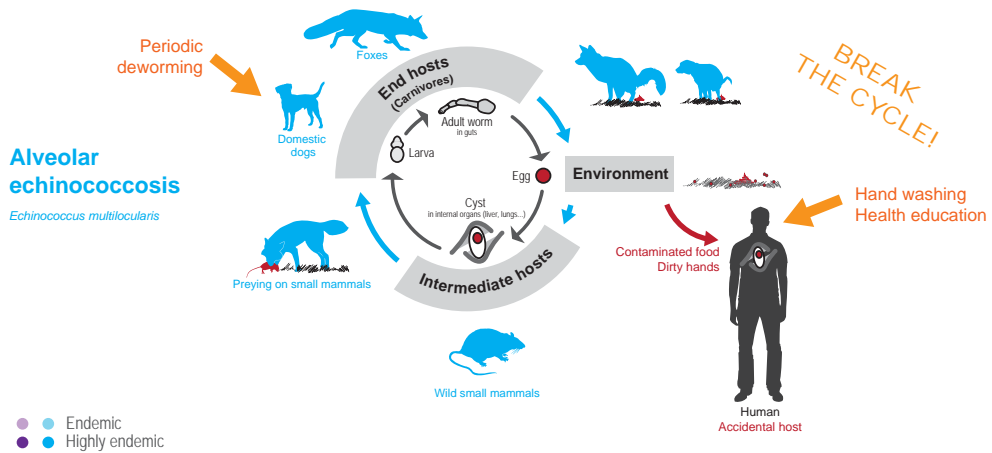 Periodic
deworming
Foxes
End hosts
(Carnivores)
BREAK
THE CYCLE!
Adult worm
in guts
Domestic
dogs
Larva
Alveolar
echinococcosis
Echinococcus multilocularis
Egg
Environment
Hand washing
Health education
Cyst
in internal organs (liver, lungs...)
Contaminated food
Dirty hands
Preying on small mammals
Intermediate hosts
Wild small mammals
Human
Accidental host
Endemic
Highly endemic